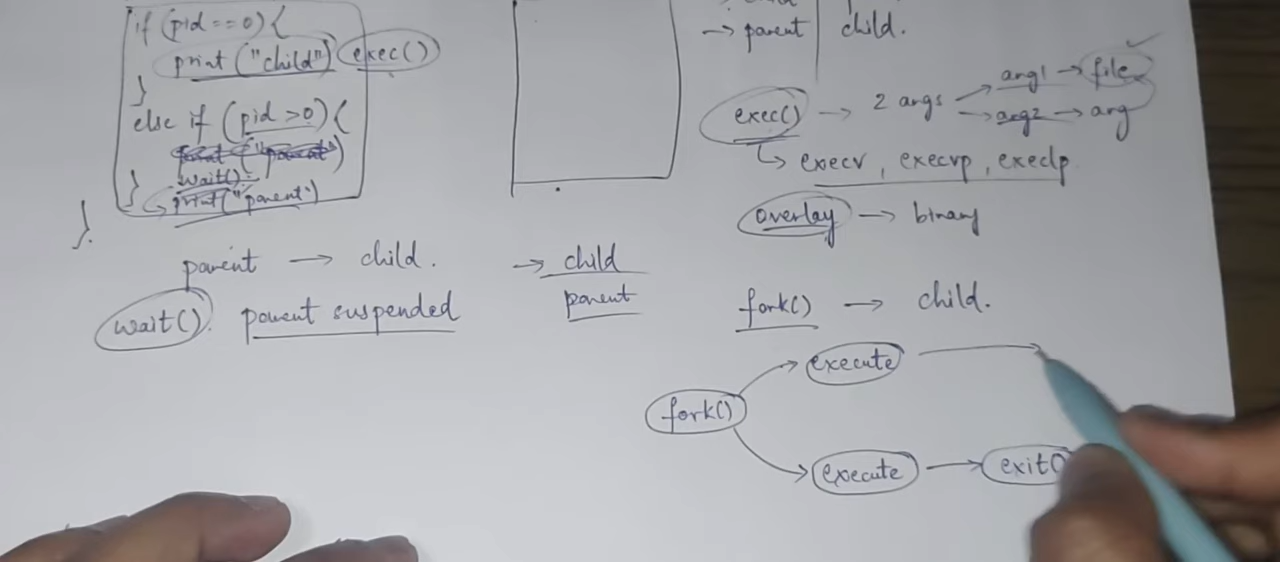 if (pid == 0) {
print ("child") exec()
}
else if (pid > 0) {
wait().
} print("parent")
}.
parent → child.
wait(). parent suspended
→ child
parent
→ parent child.
exec() → 2 args → arg1 → file
→ arg2 → arg
↳ execv, execvp, execlp
overlay → binary
fork() → child.
fork() → execute →
→ execute → exit()